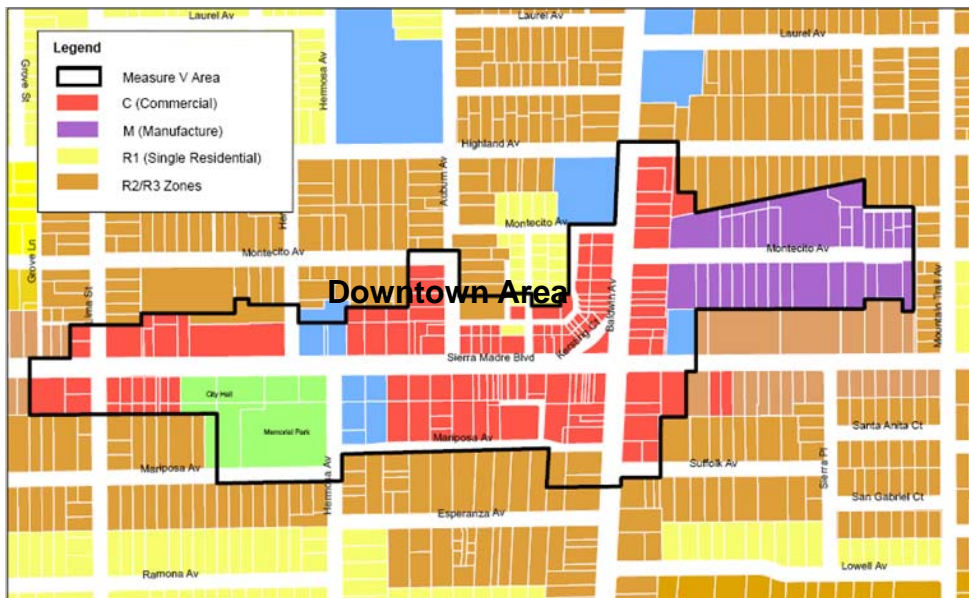 Laurel Av
Laurel Av
Laurel Av
Legend
Measure V Area
C (Commercial)
M (Manufacture)
R1 (Single Residential)
R2/R3 Zones
Grove St
Hermosa Av
Highland Av
Auburn Av
Montecito Av
Montecito Av
Montecito Av
Grove Ln
Lima St
Downtown Area
Baldwin Av
Mountain Trail Av
Sierra Madre Blvd
City Hall
Memorial Park
Mariposa Av
Santa Anita Ct
Mariposa Av
Hermosa Av
Suffolk Av
Sierra Pl
San Gabriel Ct
Esperanza Av
Ramona Av
Lowell Av